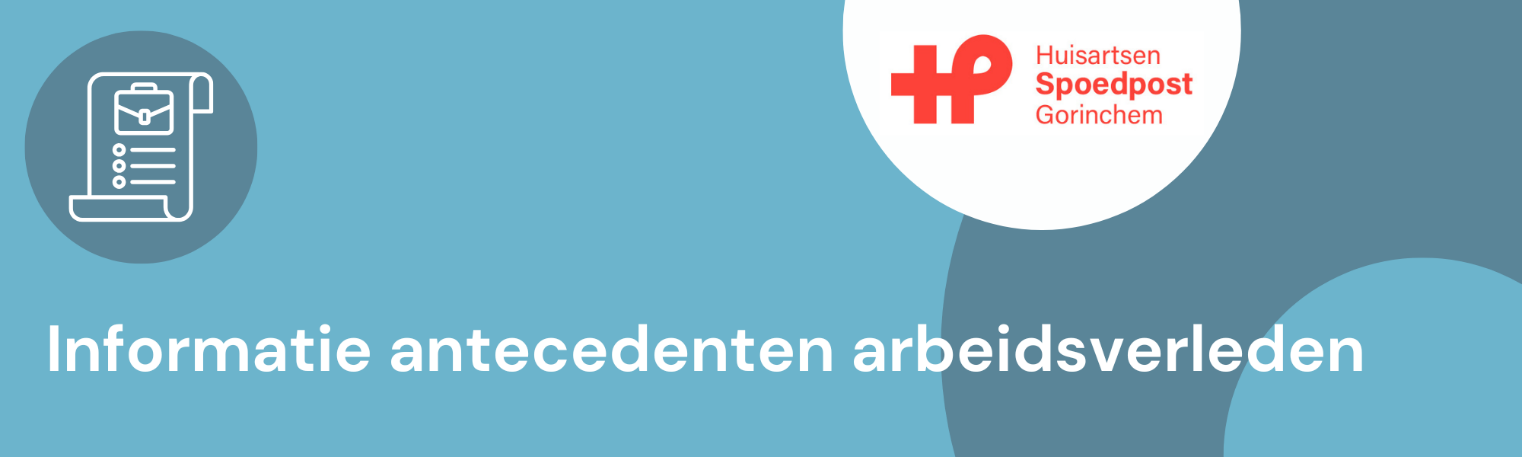 Huisartsen
Spoedpost
Gorinchem
Informatie antecedenten arbeidsverleden